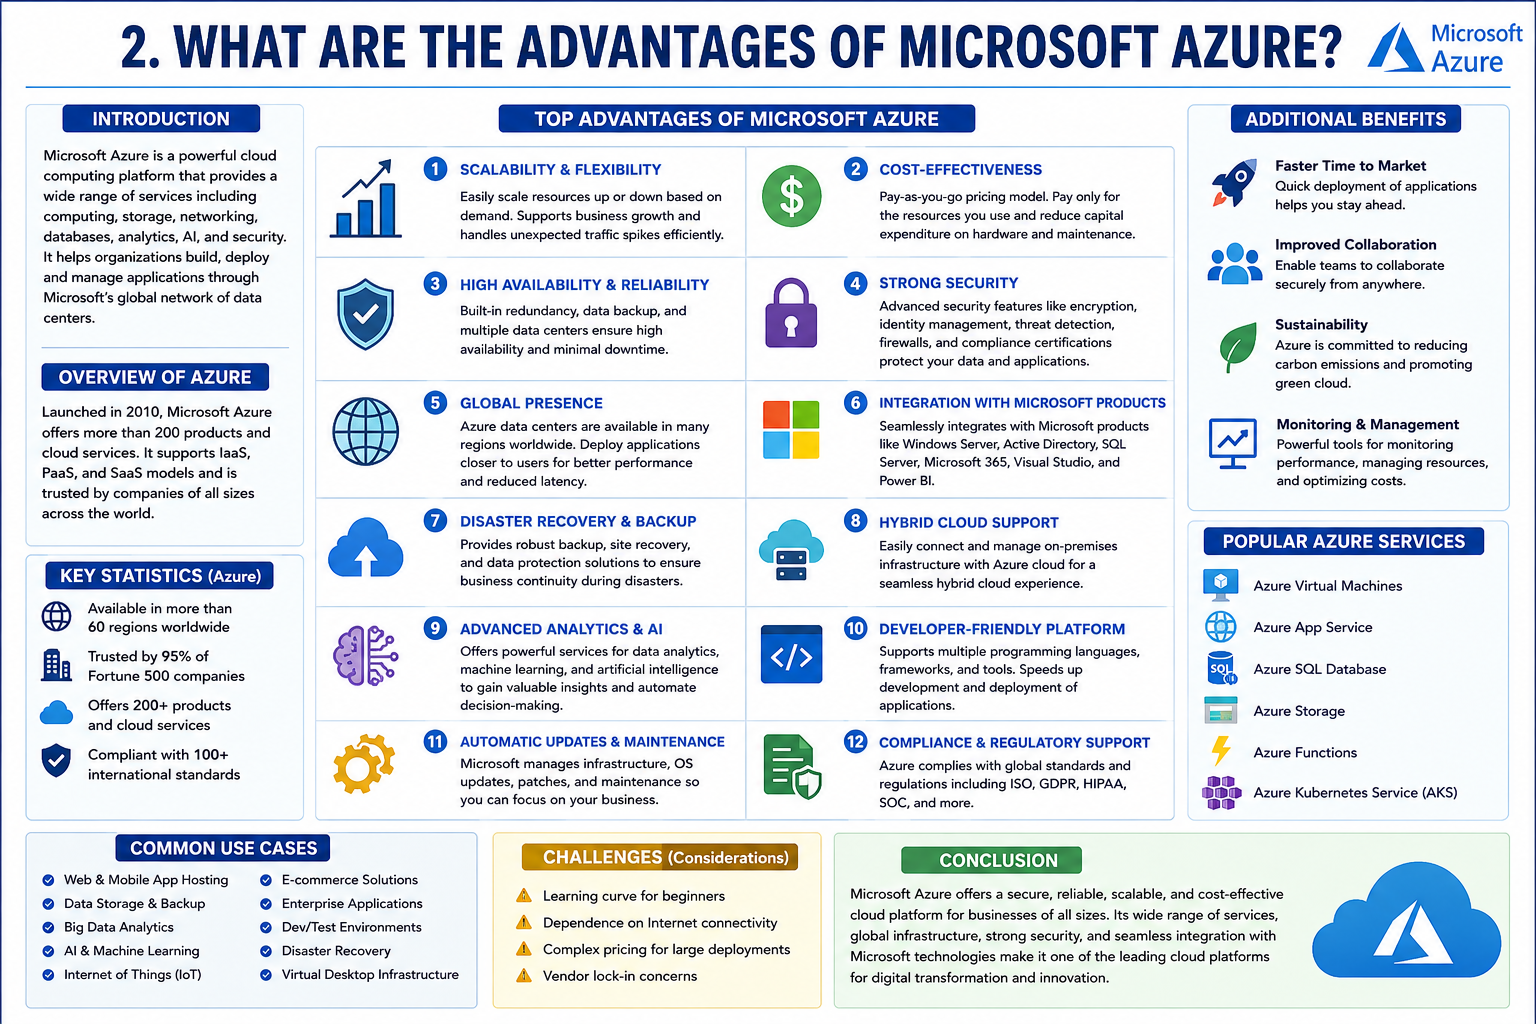 2. WHAT ARE THE ADVANTAGES OF MICROSOFT AZURE?
Microsoft
Azure
INTRODUCTION
Microsoft Azure is a powerful cloud
computing platform that provides a
wide range of services including
computing, storage, networking,
databases, analytics, AI, and security.
It helps organizations build, deploy
and manage applications through
Microsoft's global network of data
centers.
OVERVIEW OF AZURE
Launched in 2010, Microsoft Azure
offers more than 200 products and
cloud services. It supports IaaS,
PaaS, and SaaS models and is
trusted by companies of all sizes
across the world.
KEY STATISTICS (Azure)
Available in more than
60 regions worldwide
Trusted by 95% of
Fortune 500 companies
Offers 200+ products
and cloud services
Compliant with 100+
international standards
TOP ADVANTAGES OF MICROSOFT AZURE
1 SCALABILITY & FLEXIBILITY
Easily scale resources up or down based on
demand. Supports business growth and
handles unexpected traffic spikes efficiently.
$
2 COST-EFFECTIVENESS
Pay-as-you-go pricing model. Pay only for
the resources you use and reduce capital
expenditure on hardware and maintenance.
3 HIGH AVAILABILITY & RELIABILITY
Built-in redundancy, data backup, and
multiple data centers ensure high
availability and minimal downtime.
4 STRONG SECURITY
Advanced security features like encryption,
identity management, threat detection,
firewalls, and compliance certifications
protect your data and applications.
5 GLOBAL PRESENCE
Azure data centers are available in many
regions worldwide. Deploy applications
closer to users for better performance
and reduced latency.
6 INTEGRATION WITH MICROSOFT PRODUCTS
Seamlessly integrates with Microsoft products
like Windows Server, Active Directory, SQL
Server, Microsoft 365, Visual Studio, and
Power BI.
7 DISASTER RECOVERY & BACKUP
Provides robust backup, site recovery,
and data protection solutions to ensure
business continuity during disasters.
8 HYBRID CLOUD SUPPORT
Easily connect and manage on-premises
infrastructure with Azure cloud for a
seamless hybrid cloud experience.
9 ADVANCED ANALYTICS & AI
Offers powerful services for data analytics,
machine learning, and artificial intelligence
to gain valuable insights and automate
decision-making.
</>
10 DEVELOPER-FRIENDLY PLATFORM
Supports multiple programming languages,
frameworks, and tools. Speeds up
development and deployment of
applications.
11 AUTOMATIC UPDATES & MAINTENANCE
Microsoft manages infrastructure, OS
updates, patches, and maintenance so
you can focus on your business.
12 COMPLIANCE & REGULATORY SUPPORT
Azure complies with global standards and
regulations including ISO, GDPR, HIPAA,
SOC, and more.
ADDITIONAL BENEFITS
Faster Time to Market
Quick deployment of applications
helps you stay ahead.
Improved Collaboration
Enable teams to collaborate
securely from anywhere.
Sustainability
Azure is committed to reducing
carbon emissions and promoting
green cloud.
Monitoring & Management
Powerful tools for monitoring
performance, managing resources,
and optimizing costs.
POPULAR AZURE SERVICES
Azure Virtual Machines
Azure App Service
SQL
Azure SQL Database
Azure Storage
Azure Functions
Azure Kubernetes Service (AKS)
COMMON USE CASES
Web & Mobile App Hosting
Data Storage & Backup
Big Data Analytics
AI & Machine Learning
Internet of Things (IoT)
E-commerce Solutions
Enterprise Applications
Dev/Test Environments
Disaster Recovery
Virtual Desktop Infrastructure
CHALLENGES (Considerations)
Learning curve for beginners
Dependence on Internet connectivity
Complex pricing for large deployments
Vendor lock-in concerns
CONCLUSION
Microsoft Azure offers a secure, reliable, scalable, and cost-effective
cloud platform for businesses of all sizes. Its wide range of services,
global infrastructure, strong security, and seamless integration with
Microsoft technologies make it one of the leading cloud platforms
for digital transformation and innovation.